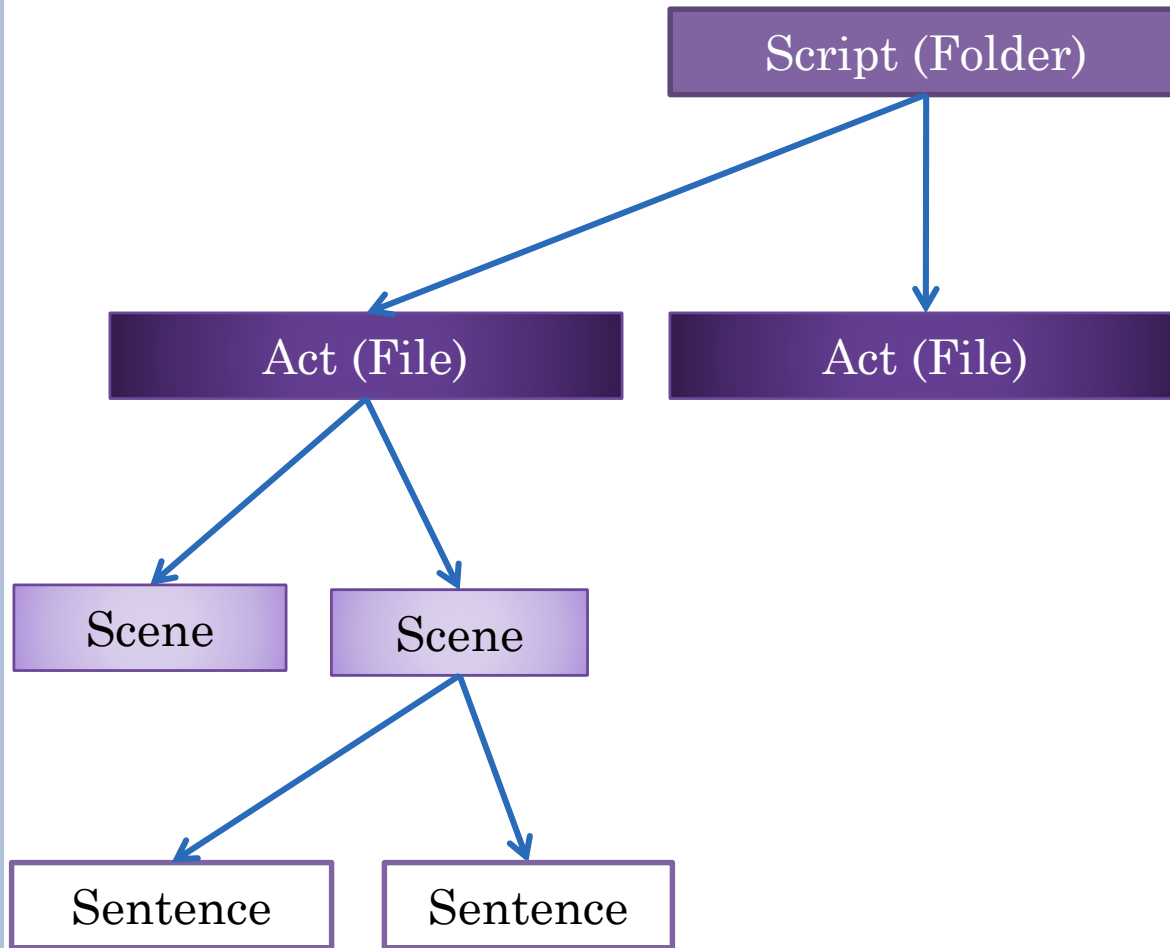 Script (Folder)
Act (File)
Act (File)
Scene
Scene
Sentence
Sentence